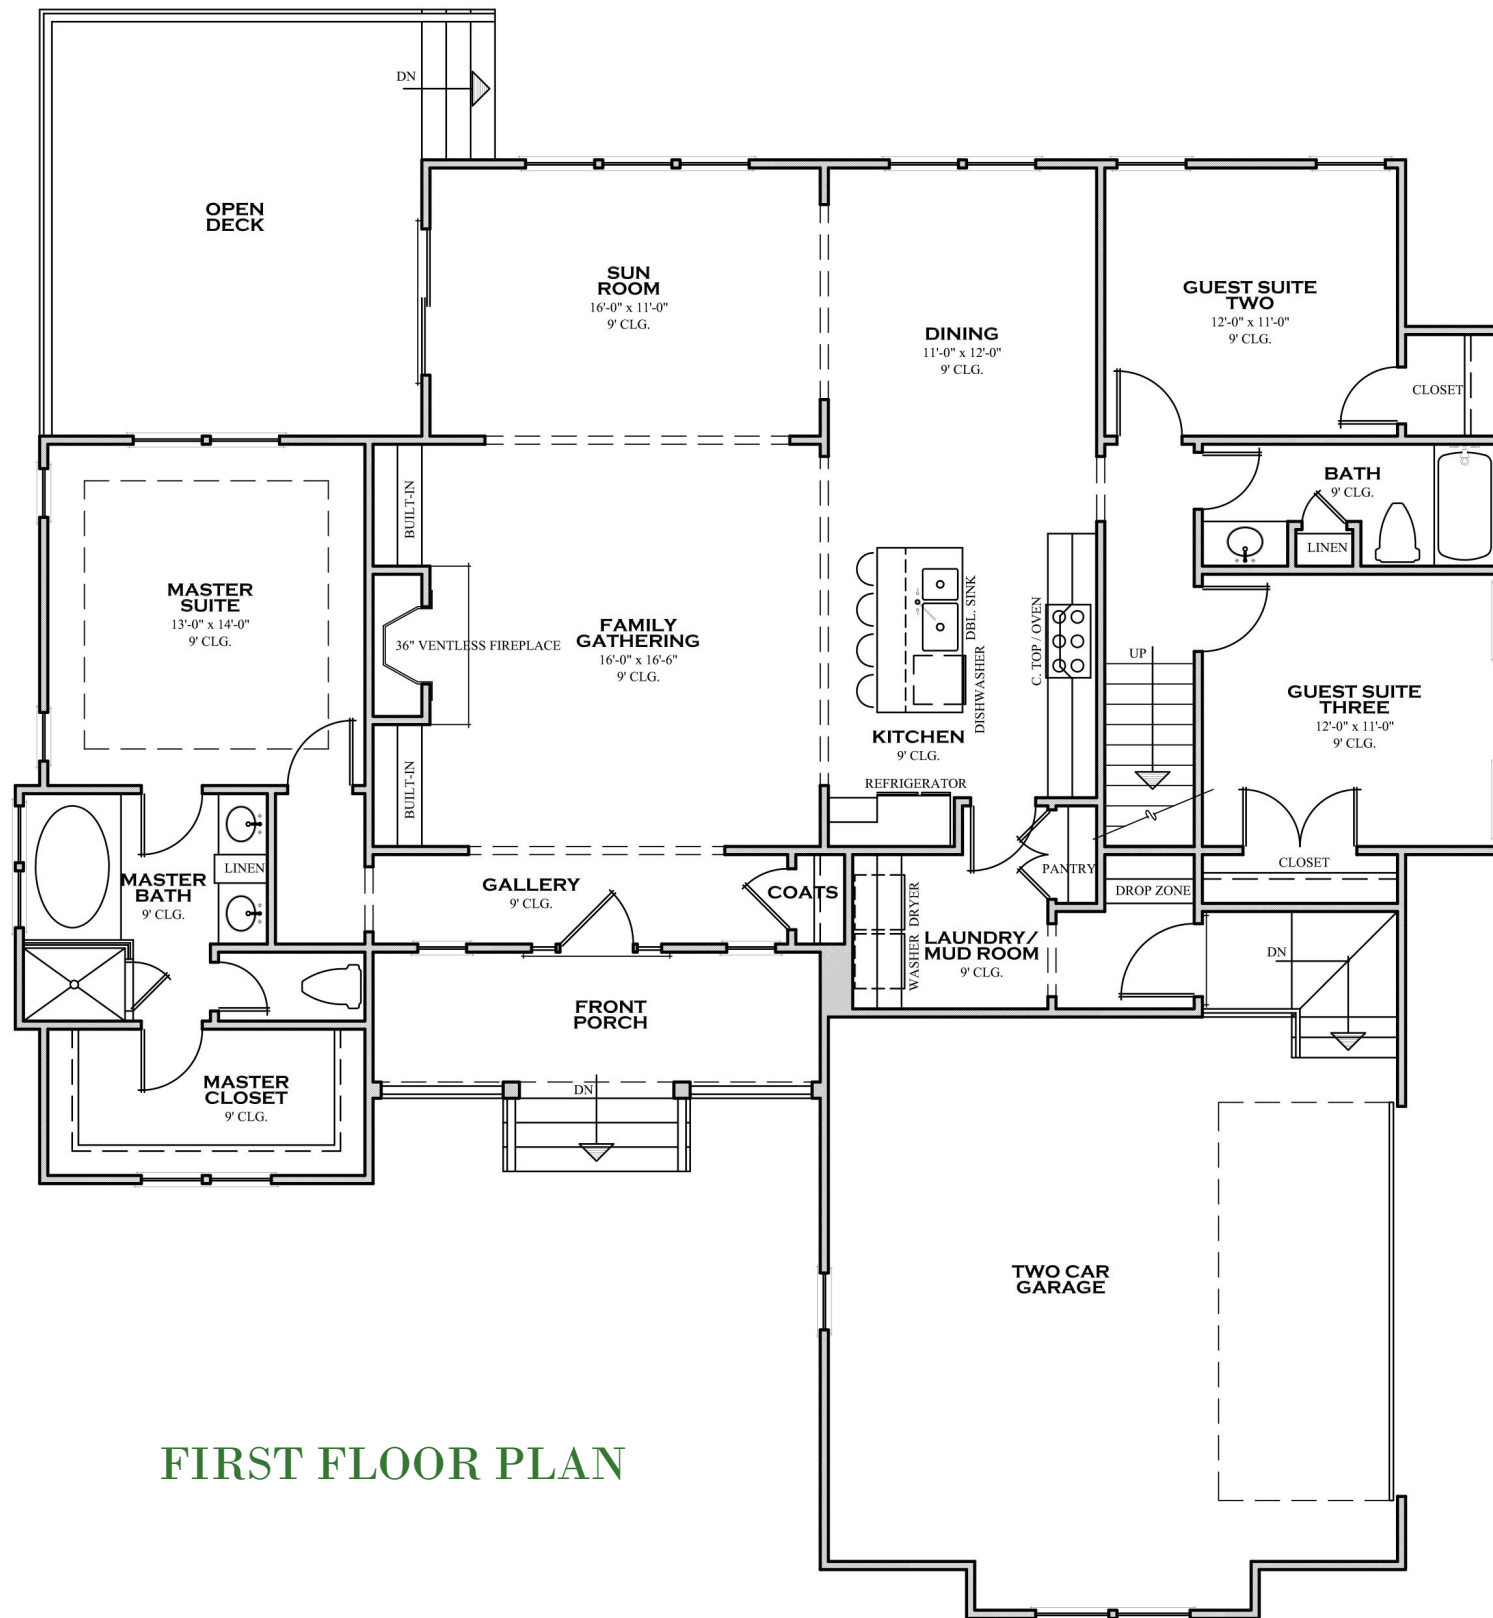 DN
OPEN
DECK
SUN
ROOM
16'-0" x 11'-0"
9' CLG.
DINING
11'-0" x 12'-0"
9' CLG.
GUEST SUITE
TWO
12'-0" x 11'-0"
9' CLG.
CLOSET
BUILT-IN
BATH
9' CLG.
LINEN
MASTER
SUITE
13'-0" x 14'-0"
9' CLG.
36" VENTLESS FIREPLACE
FAMILY
GATHERING
16'-0" x 16'-6"
9' CLG.
DBL. SINK
DISHWASHER
C. TOP / OVEN
UP
GUEST SUITE
THREE
12'-0" x 11'-0"
9' CLG.
KITCHEN
9' CLG.
REFRIGERATOR
BUILT-IN
LINEN
MASTER
BATH
9' CLG.
GALLERY
9' CLG.
COATS
PANTRY
CLOSET
DROP ZONE
DRYER
WASHER
LAUNDRY/
MUD ROOM
9' CLG.
DN
FRONT
PORCH
DN
MASTER
CLOSET
9' CLG.
TWO CAR
GARAGE
FIRST FLOOR PLAN